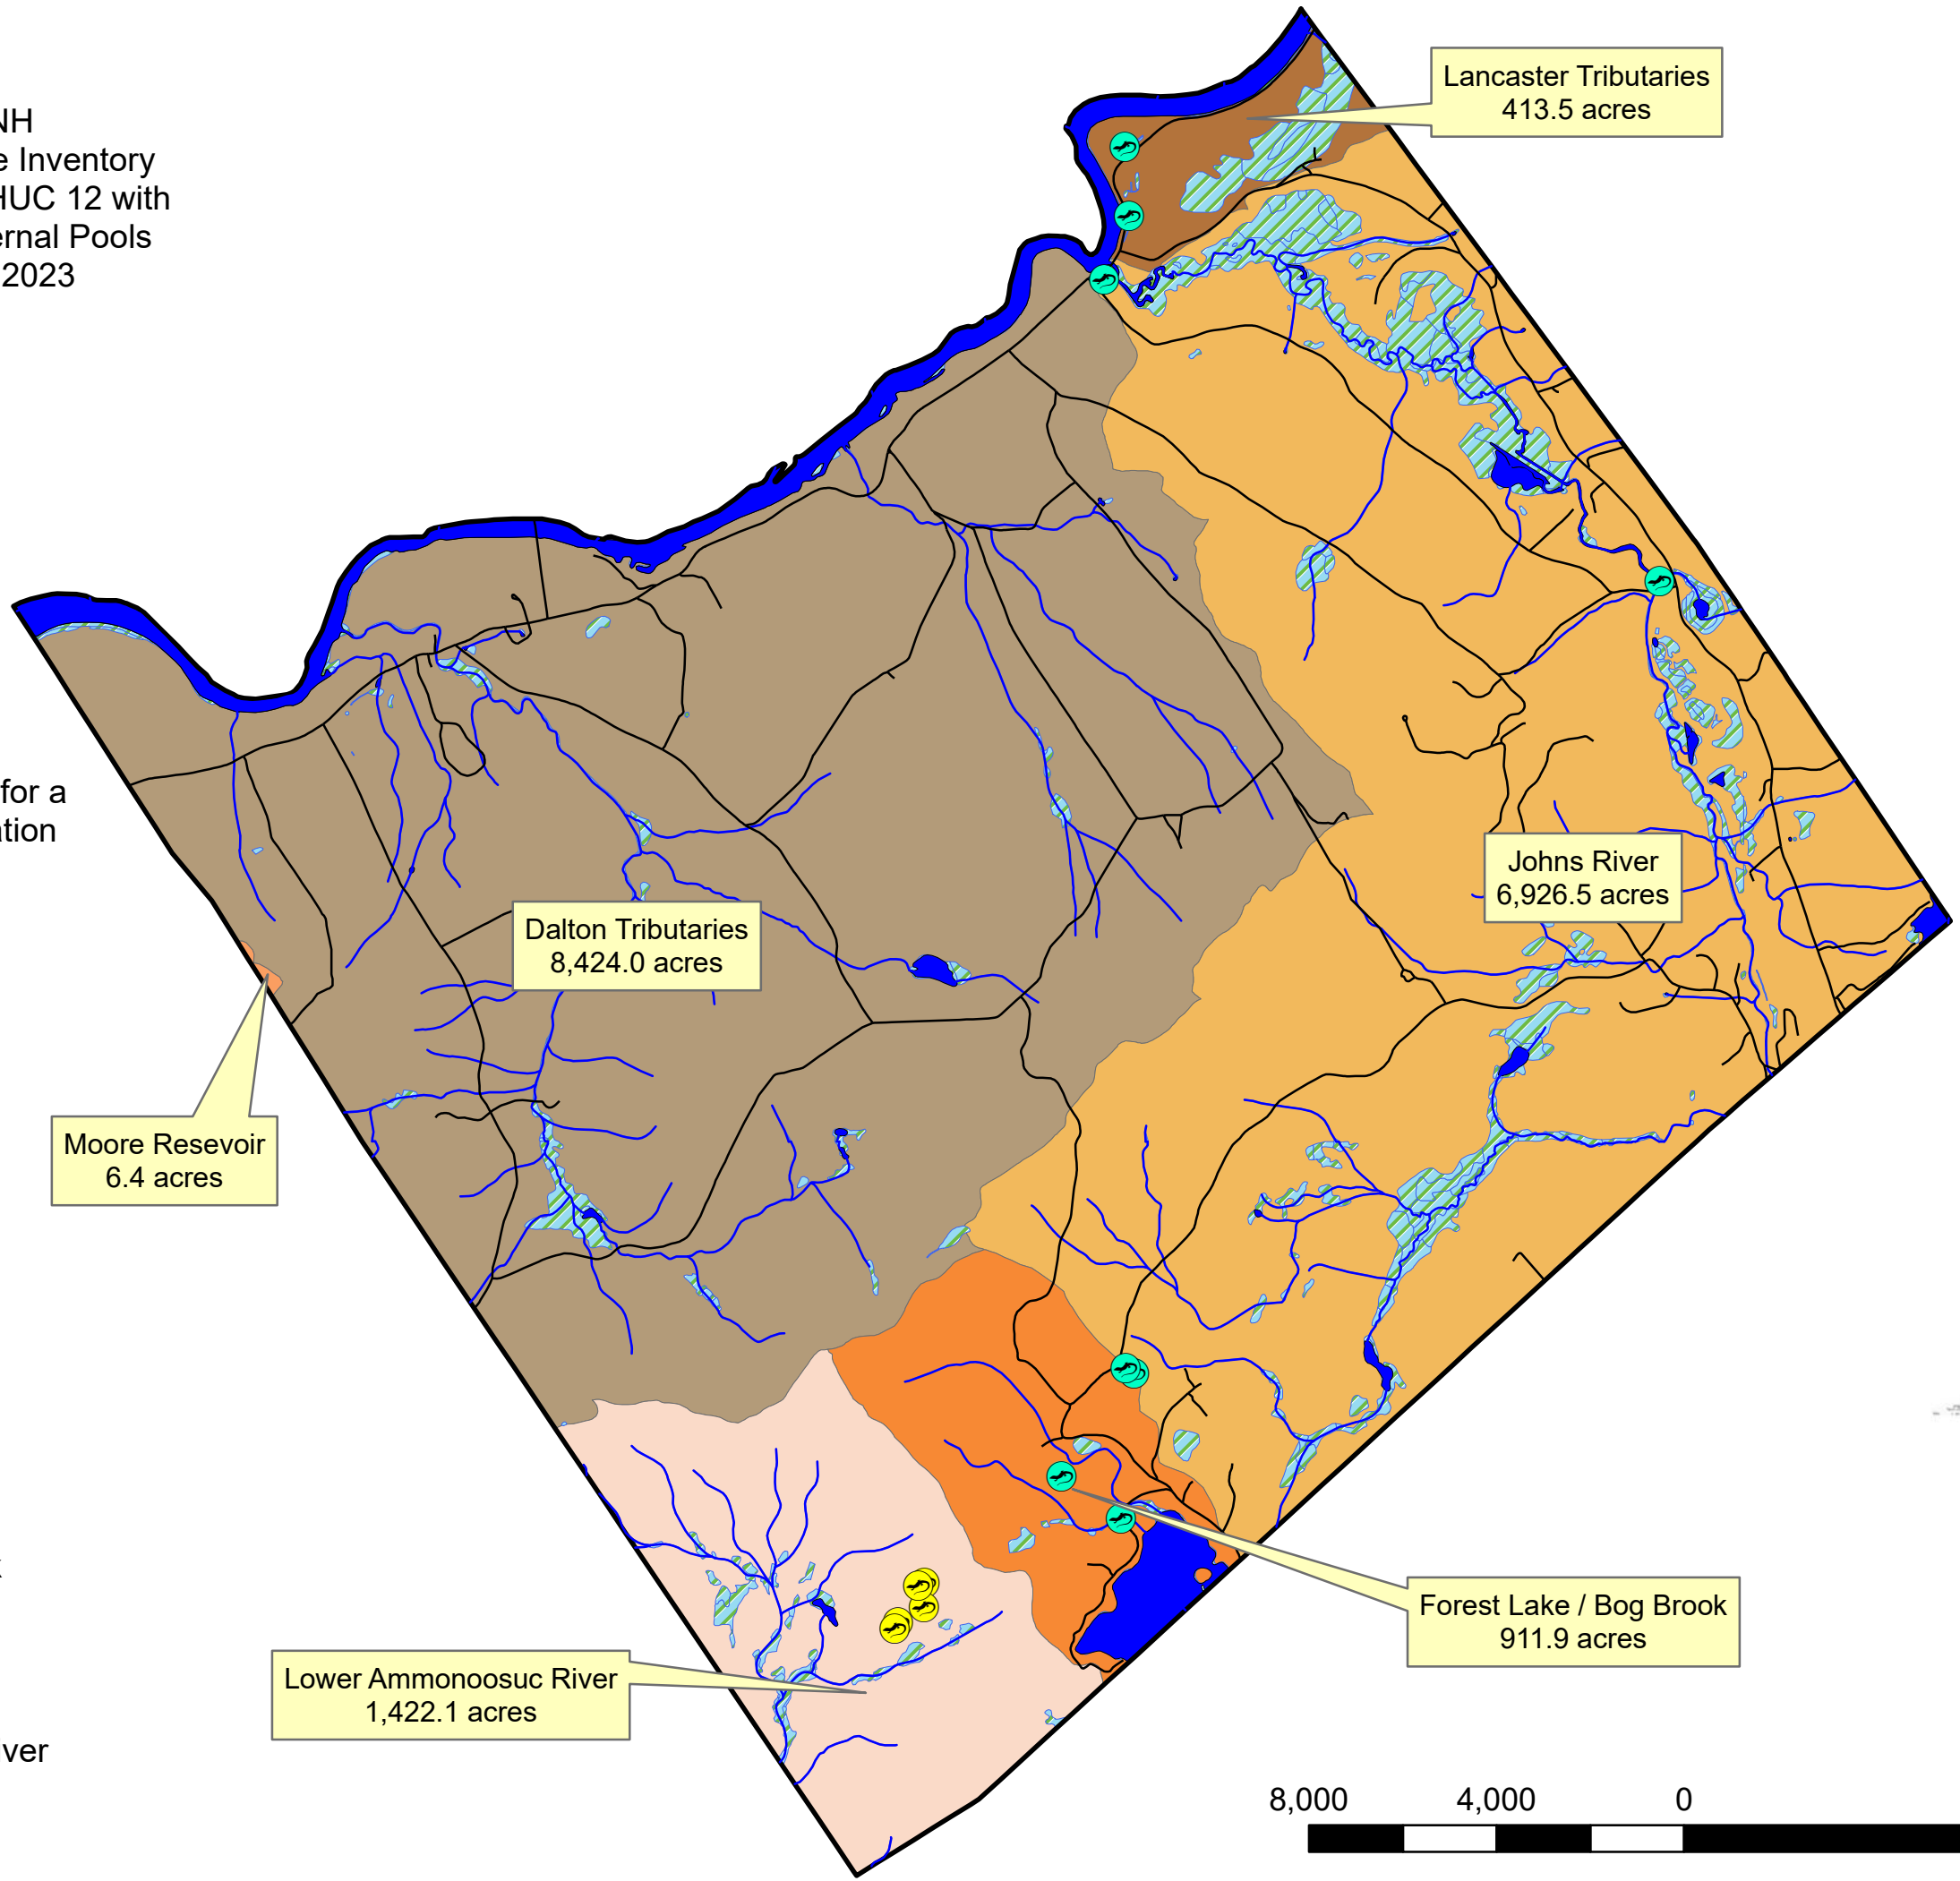 NH
e Inventory
HUC 12 with
ernal Pools
2023
Lancaster Tributaries
413.5 acres
for a
ation
Johns River
6,926.5 acres
Dalton Tributaries
8,424.0 acres
Moore Resevoir
6.4 acres
Forest Lake / Bog Brook
911.9 acres
Lower Ammonoosuc River
1,422.1 acres
ver
8,000 4,000 0